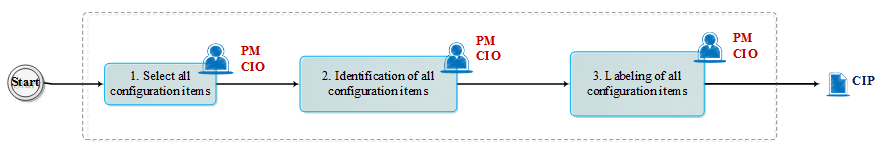 Start
1. Select all
configuration items
PM
CIO
2. Identification of all
configuration items
PM
CIO
3. Labeling of all
configuration items
PM
CIO
CIP